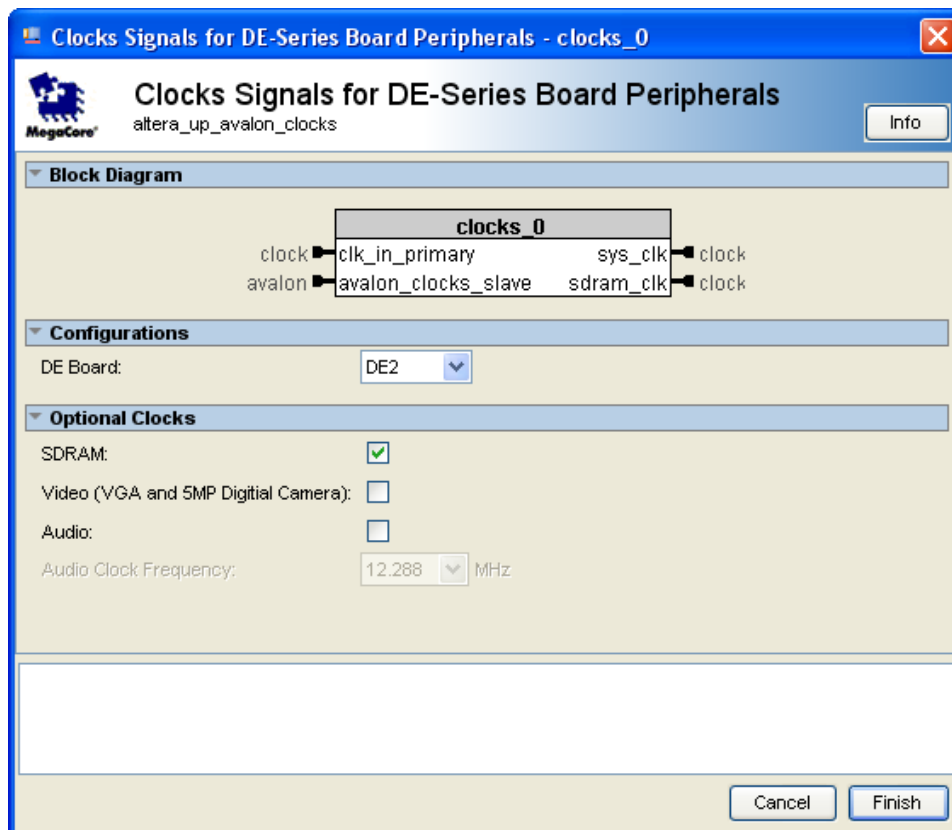 Clocks Signals for DE-Series Board Peripherals - clocks_0
MegaCore®
Clocks Signals for DE-Series Board Peripherals
altera_up_avalon_clocks
Info
Block Diagram
clocks_0
clock clk_in_primary sys_clk clock
avalon avalon_clocks_slave sdram_clk clock
Configurations
DE Board: DE2
Optional Clocks
SDRAM:
Video (VGA and 5MP Digitial Camera):
Audio:
Audio Clock Frequency: 12.288 MHz
Cancel Finish